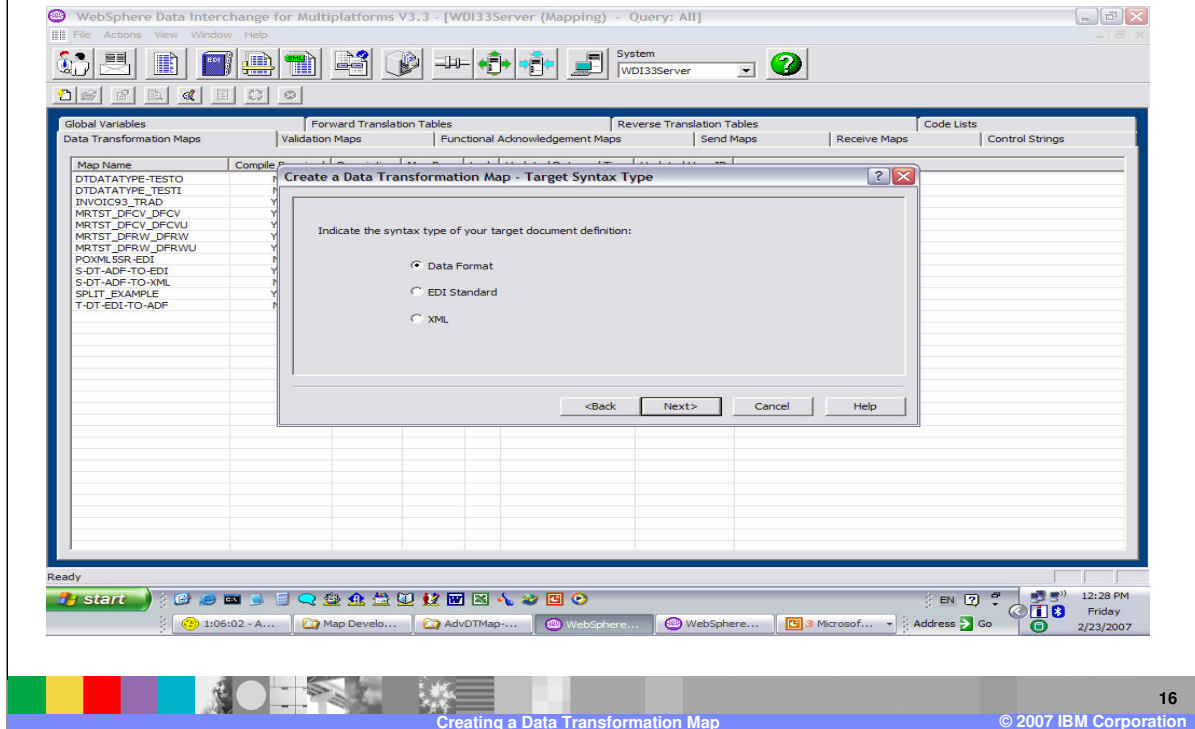 WebSphere Data Interchange for Multiplatforms V3.3 - [WDI33Server (Mapping) - Query: All]
File Actions View Window Help
System
WDI33Server
Global Variables Forward Translation Tables Reverse Translation Tables Code Lists
Data Transformation Maps Validation Maps Functional Acknowledgement Maps Send Maps Receive Maps Control Strings
Map Name Compile
Create a Data Transformation Map - Target Syntax Type
DTDATATYPE-TESTO
DTDATATYPE_TESTI
INVOIC93_TRAD Y
MRTST_DFCV_DFCV Y
MRTST_DFCV_DFCVU Y
MRTST_DFRW_DFRW Y
MRTST_DFRW_DFRWU Y
POXML5SR-EDI
S-DT-ADF-TO-EDI Y
S-DT-ADF-TO-XML
SPLIT_EXAMPLE Y
T-DT-EDI-TO-ADF
Indicate the syntax type of your target document definition:
Data Format
EDI Standard
XML
<Back Next> Cancel Help
Ready
start
EN
12:28 PM
Friday
2/23/2007
1:06:02 - A... Map Develo... AdvDTMap-... WebSphere... WebSphere... 3 Microsof... Address Go
16
Creating a Data Transformation Map
© 2007 IBM Corporation